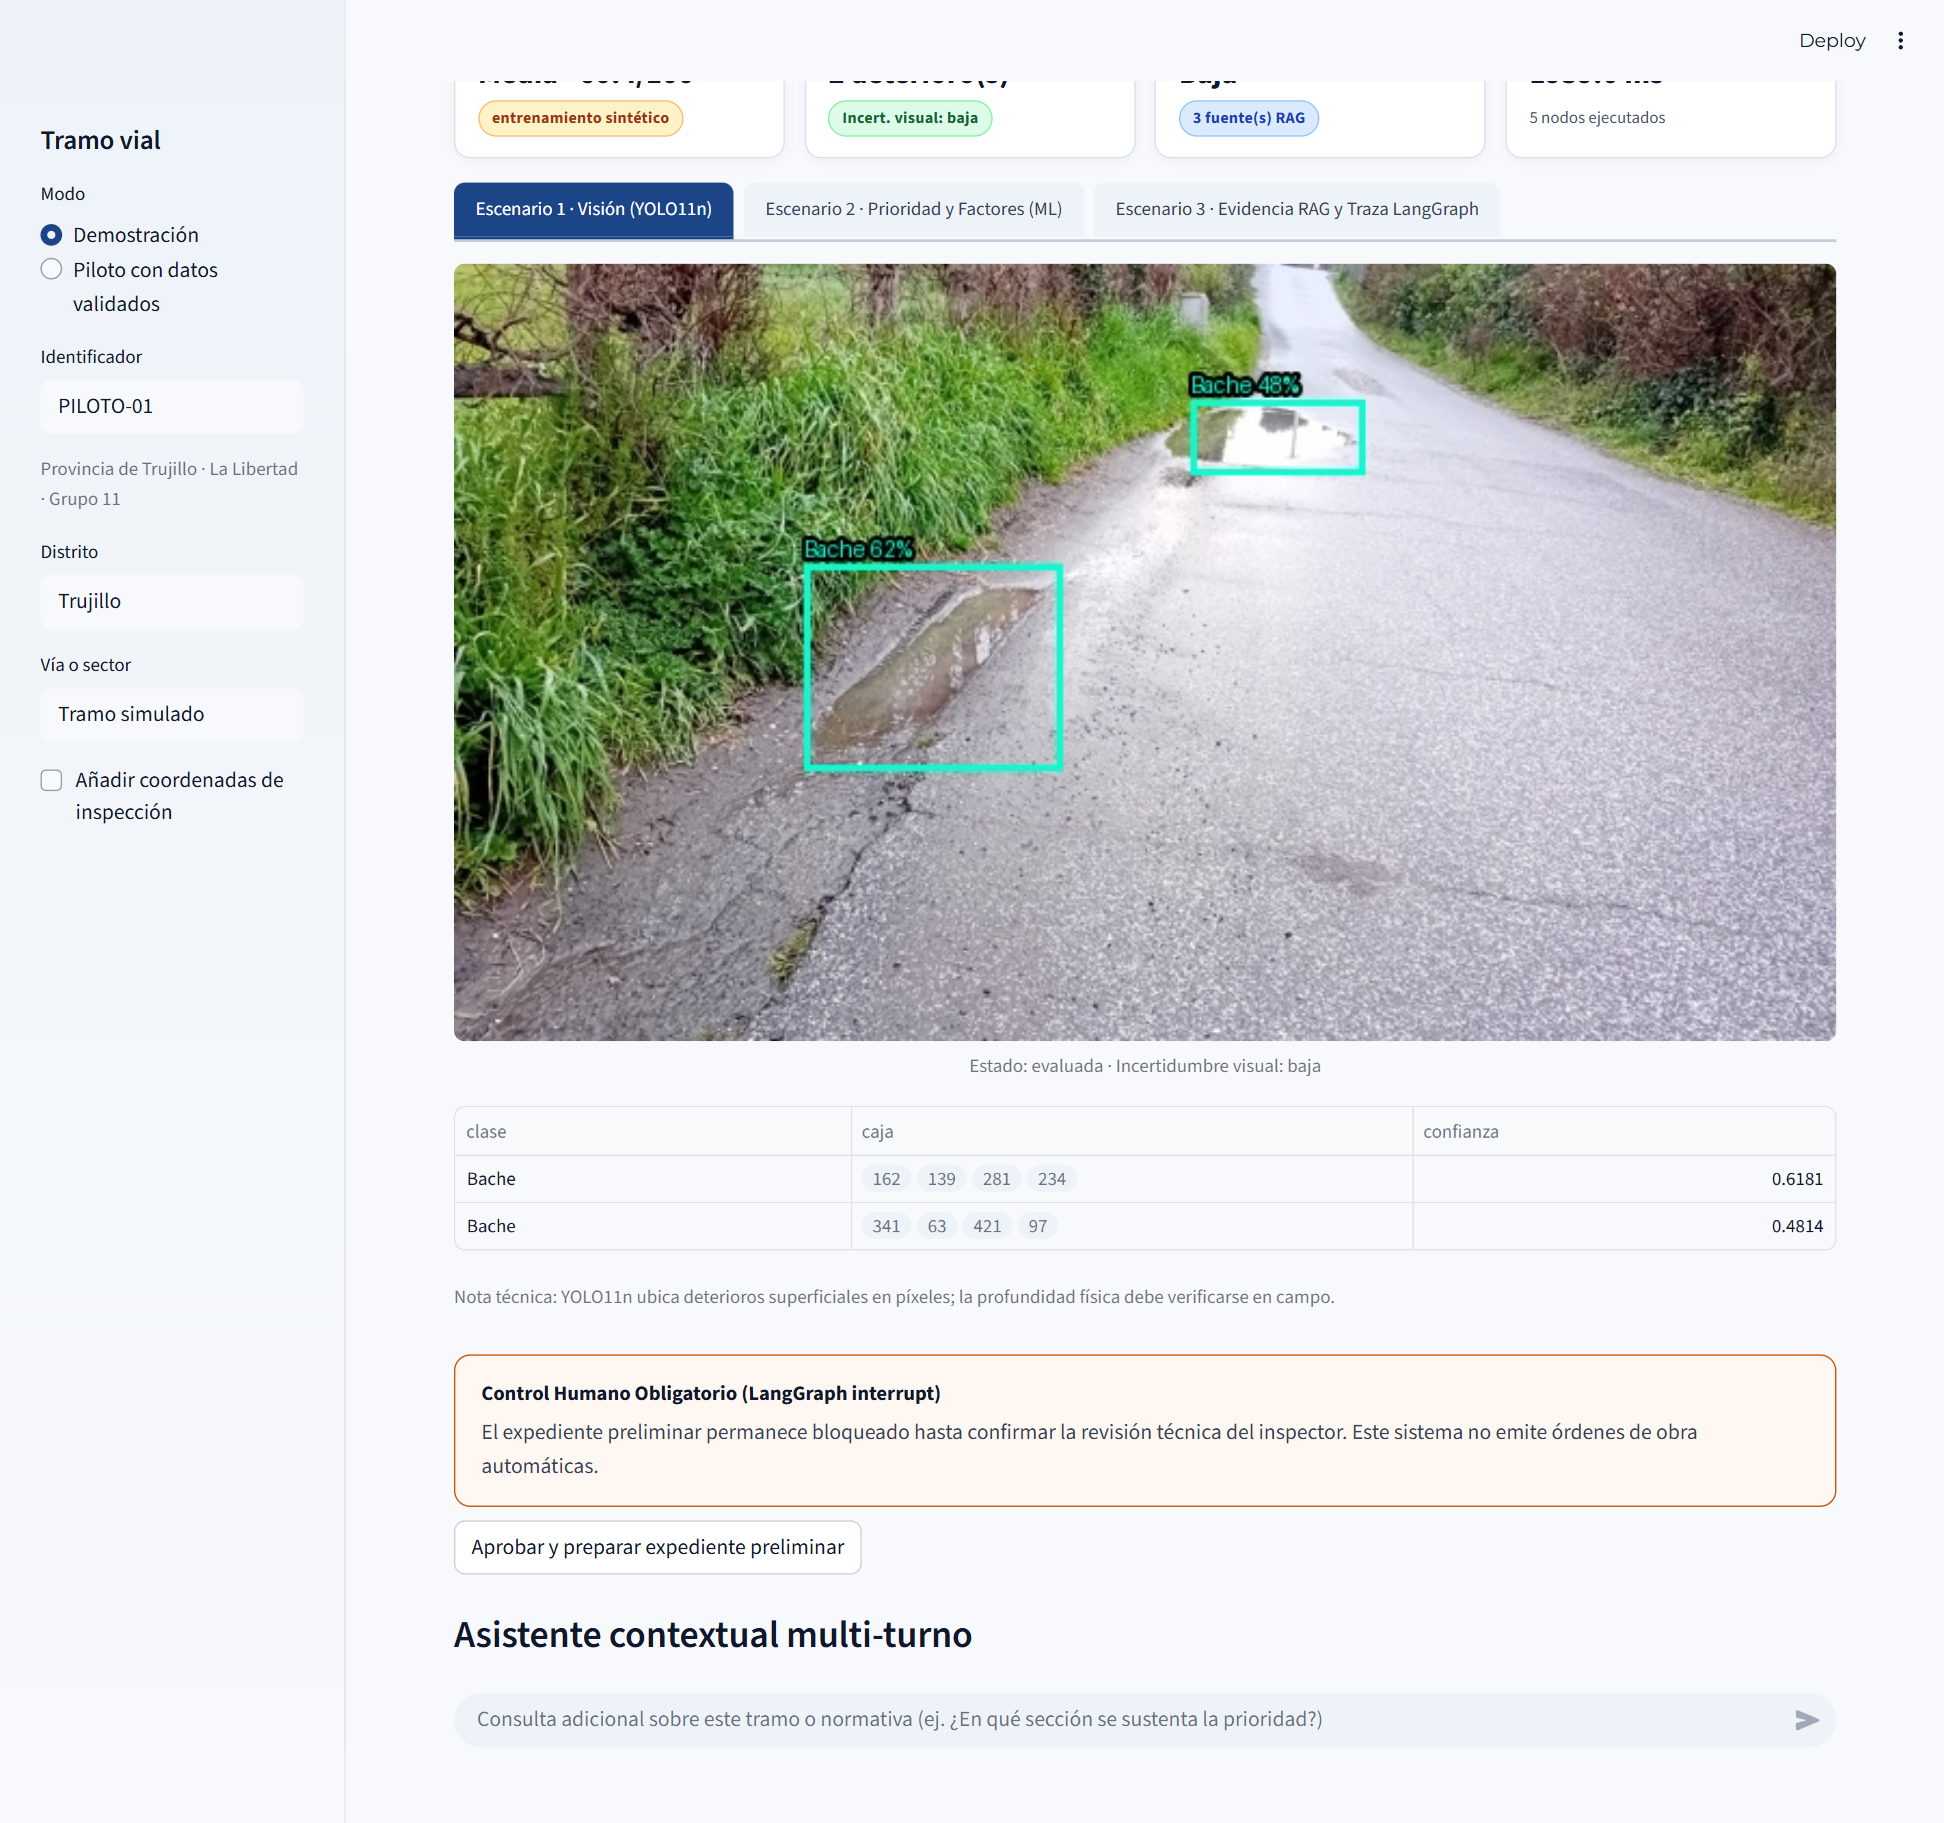 Deploy
Tramo vial
Modo
Demostración
Piloto con datos
validados
Identificador
PILOTO-01
Provincia de Trujillo · La Libertad
· Grupo 11
Distrito
Trujillo
Vía o sector
Tramo simulado
Añadir coordenadas de
inspección
entrenamiento sintético
Incert. visual: baja
3 fuente(s) RAG
5 nodos ejecutados
Escenario 1 · Visión (YOLO11n)
Escenario 2 · Prioridad y Factores (ML)
Escenario 3 · Evidencia RAG y Traza LangGraph
Bache 48%
Bache 62%
Estado: evaluada · Incertidumbre visual: baja
clase caja confianza
Bache 162 139 281 234 0.6181
Bache 341 63 421 97 0.4814
Nota técnica: YOLO11n ubica deterioros superficiales en píxeles; la profundidad física debe verificarse en campo.
Control Humano Obligatorio (LangGraph interrupt)
El expediente preliminar permanece bloqueado hasta confirmar la revisión técnica del inspector. Este sistema no emite órdenes de obra
automáticas.
Aprobar y preparar expediente preliminar
Asistente contextual multi-turno
Consulta adicional sobre este tramo o normativa (ej. ¿En qué sección se sustenta la prioridad?)